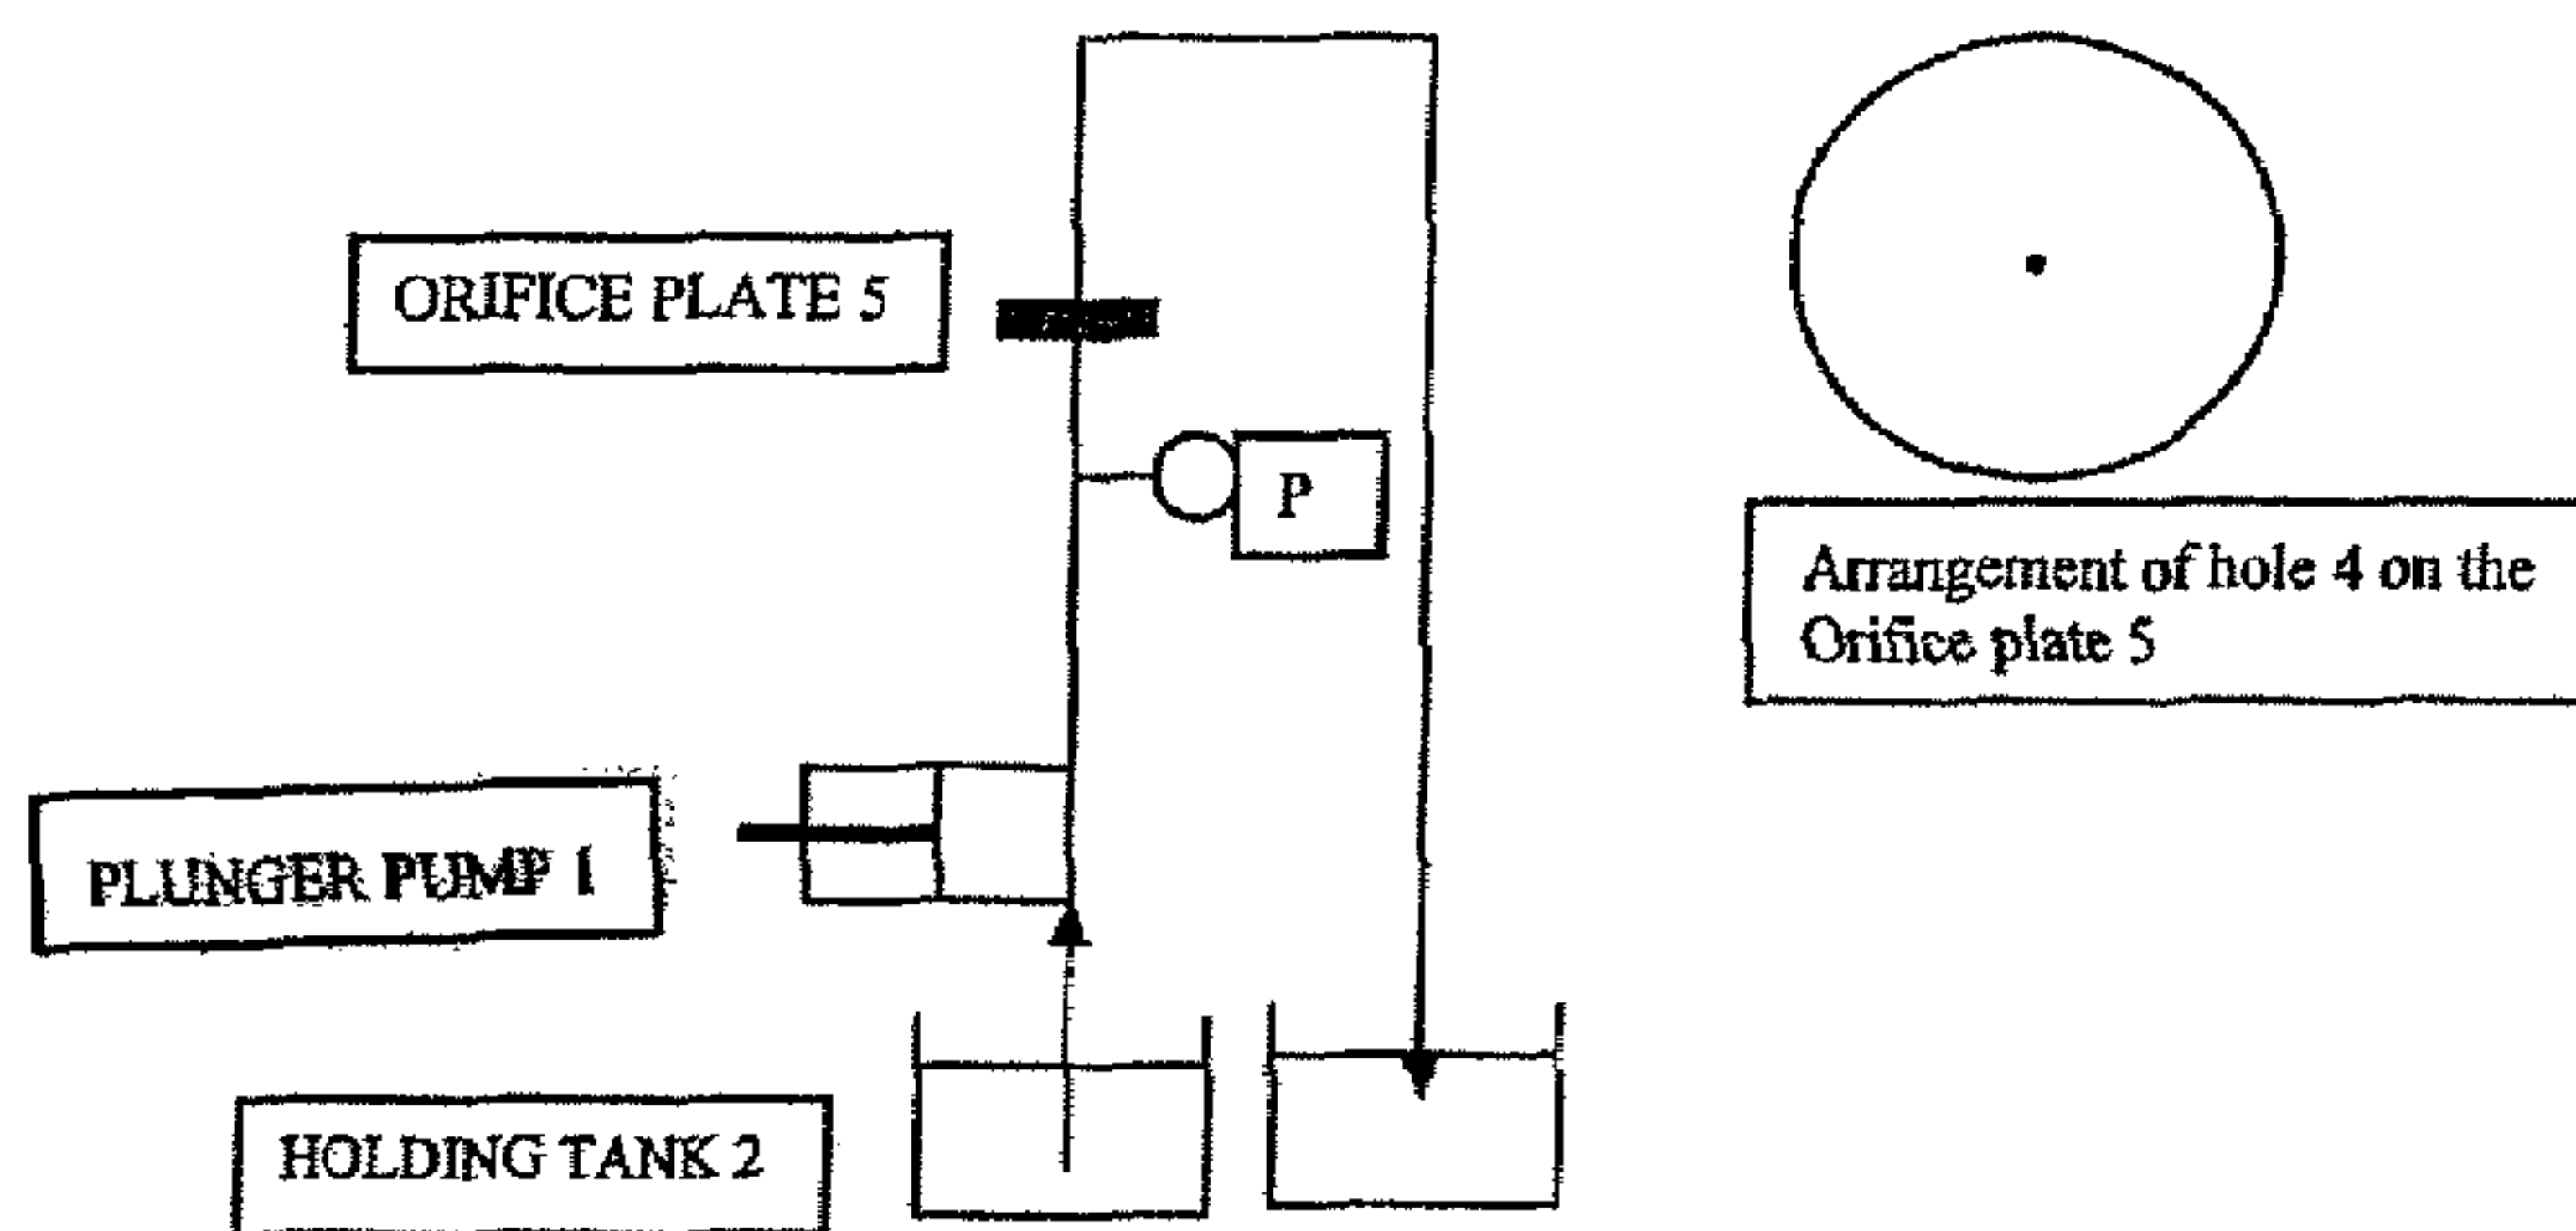 ORIFICE PLATE 5
P
Arrangement of hole 4 on the
Orifice plate 5
PLUNGER PUMP 1
HOLDING TANK 2